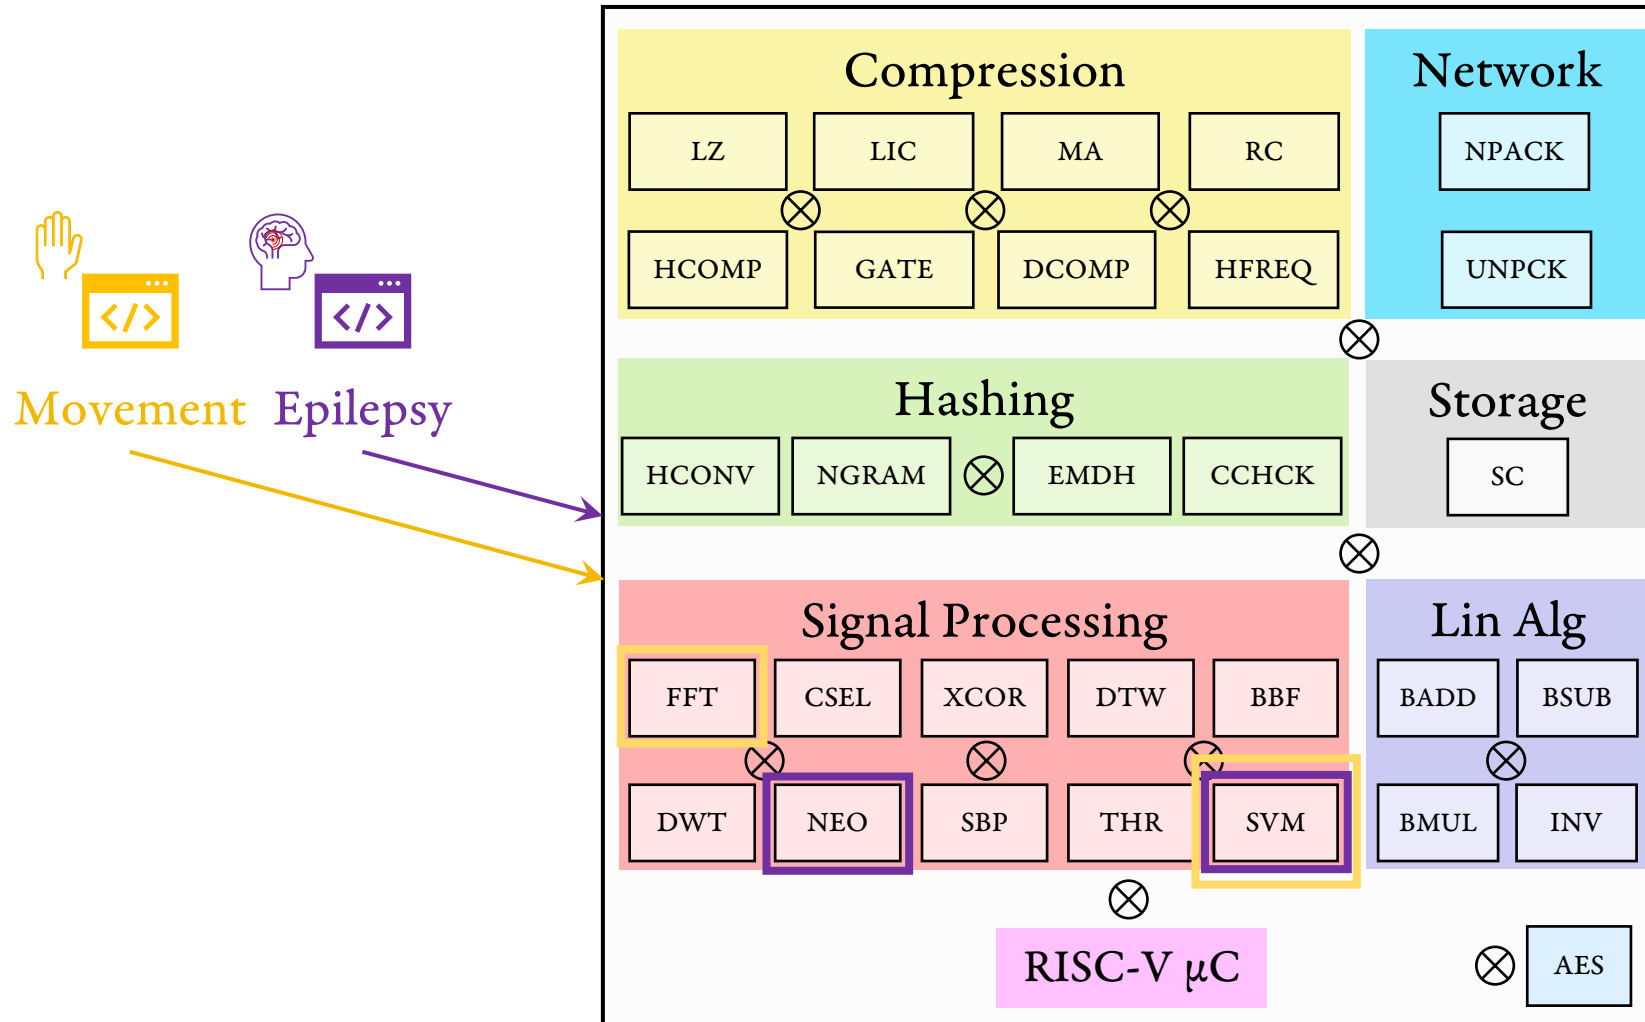 Compression
LZ LIC MA RC
HCOMP GATE DCOMP HFREQ
Network
NPACK
UNPCK
</>
</>
Movement Epilepsy
Hashing
HCONV NGRAM EMDH CCHCK
Storage
SC
Signal Processing
FFT CSEL XCOR DTW BBF
DWT NEO SBP THR SVM
Lin Alg
BADD BSUB
BMUL INV
RISC-V μC
AES